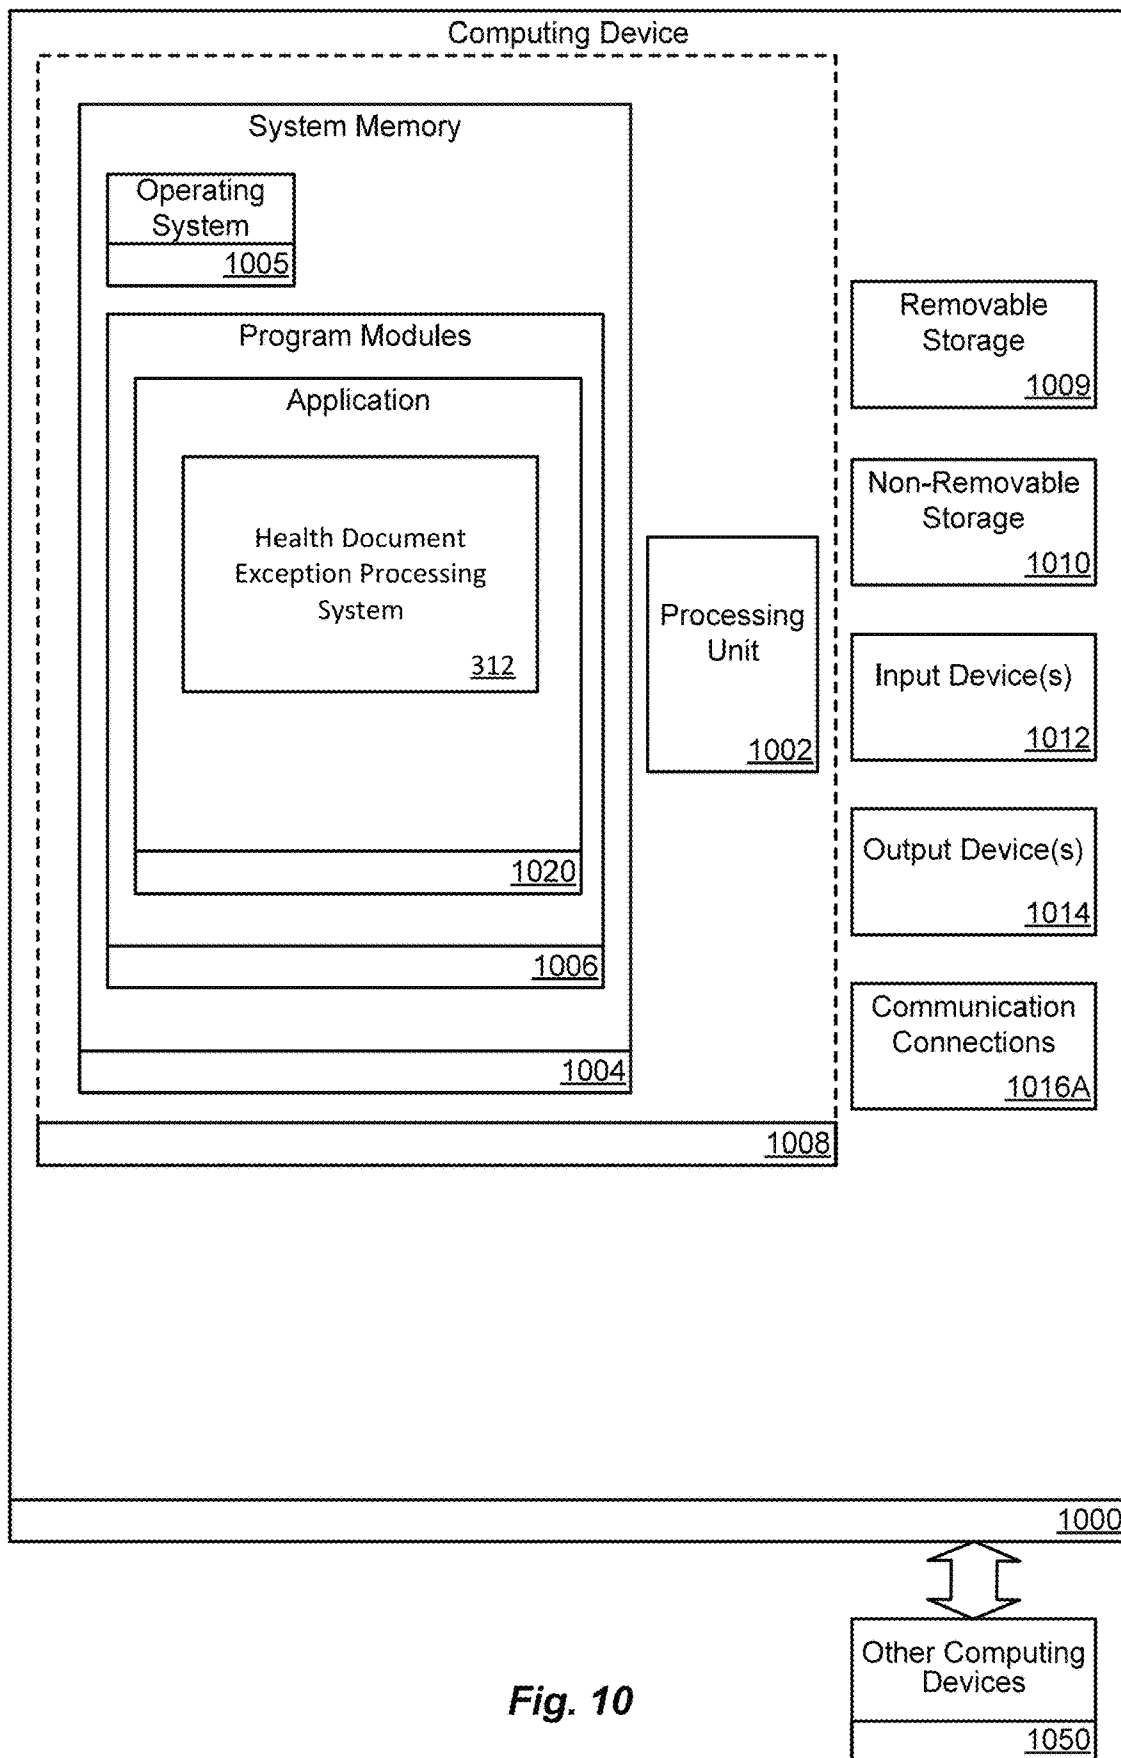 Computing Device
System Memory
Operating
System
1005
Program Modules
Application
Health Document
Exception Processing
System
312
1020
1006
1004
Processing
Unit
1002
1008
Removable
Storage
1009
Non-Removable
Storage
1010
Input Device(s)
1012
Output Device(s)
1014
Communication
Connections
1016A
1000
Other Computing
Devices
1050
Fig. 10